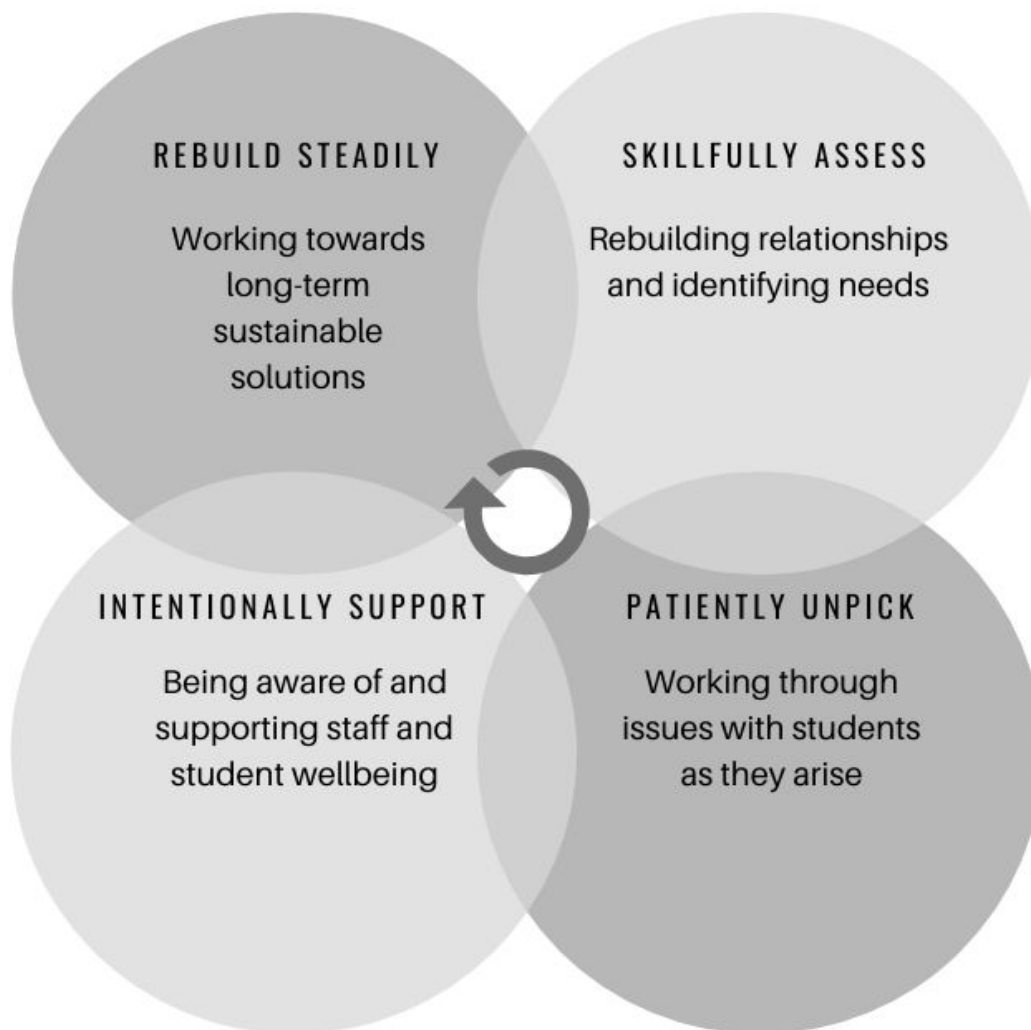 REBUILD STEADILY
Working towards
long-term
sustainable
solutions
SKILLFULLY ASSESS
Rebuilding relationships
and identifying needs
INTENTIONALLY SUPPORT
Being aware of and
supporting staff and
student wellbeing
PATIENTLY UNPICK
Working through
issues with students
as they arise